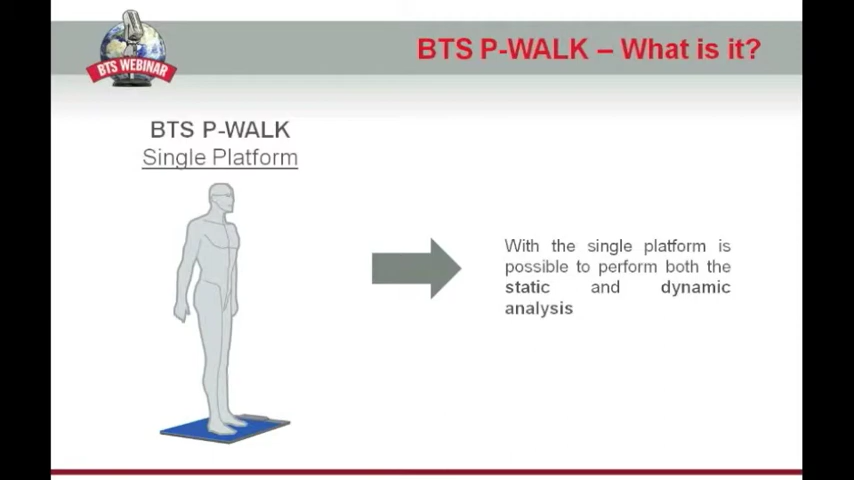 BTS WEBINAR
BTS P-WALK – What is it?
BTS P-WALK
Single Platform
With the single platform is
possible to perform both the
static and dynamic
analysis